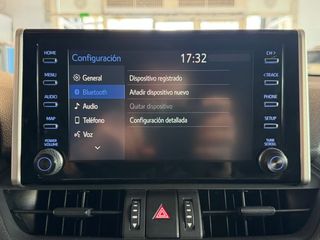 HOME
MENU
AUDIO
MAP
POWER
VOLUME
Configuración
17:32
General
Bluetooth
Audio
Teléfono
Voz
Dispositivo registrado
Añadir dispositivo nuevo
Quitar dispositivo
Configuración detallada
CH >
< TRACK
PHONE
SETUP
TUNE
SCROLL